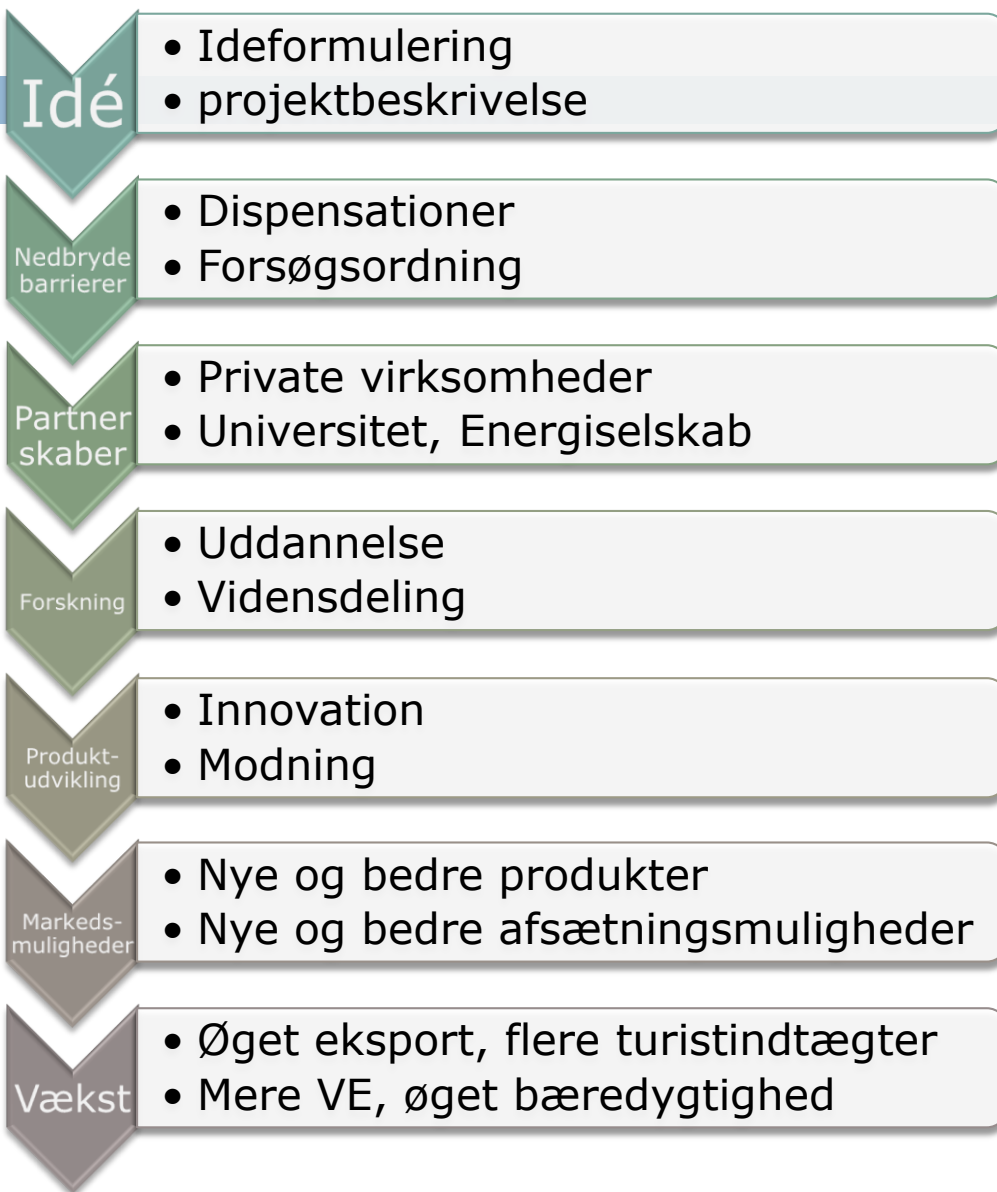 Idé
• Ideformulering
• projektbeskrivelse
Nedbryde
barrierer
• Dispensationer
• Forsøgsordning
Partner
skaber
• Private virksomheder
• Universitet, Energiselskab
Forskning
• Uddannelse
• Vidensdeling
Produkt-
udvikling
• Innovation
• Modning
Markeds-
muligheder
• Nye og bedre produkter
• Nye og bedre afsætningsmuligheder
Vækst
• Øget eksport, flere turistindtægter
• Mere VE, øget bæredygtighed